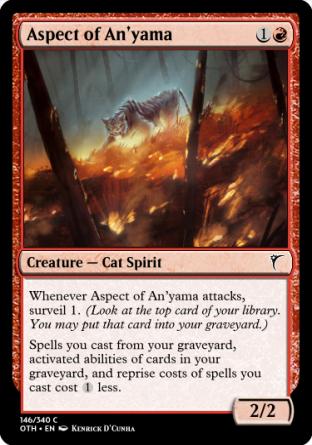 Aspect of An'yama 1
Creature — Cat Spirit
Whenever Aspect of An'yama attacks,
surveil 1. (Look at the top card of your library.
You may put that card into your graveyard.)
Spells you cast from your graveyard,
activated abilities of cards in your
graveyard, and reprise costs of spells you
cast cost 1 less.
2/2
146/340 C
OTH • EN Kenrick D'Cunha